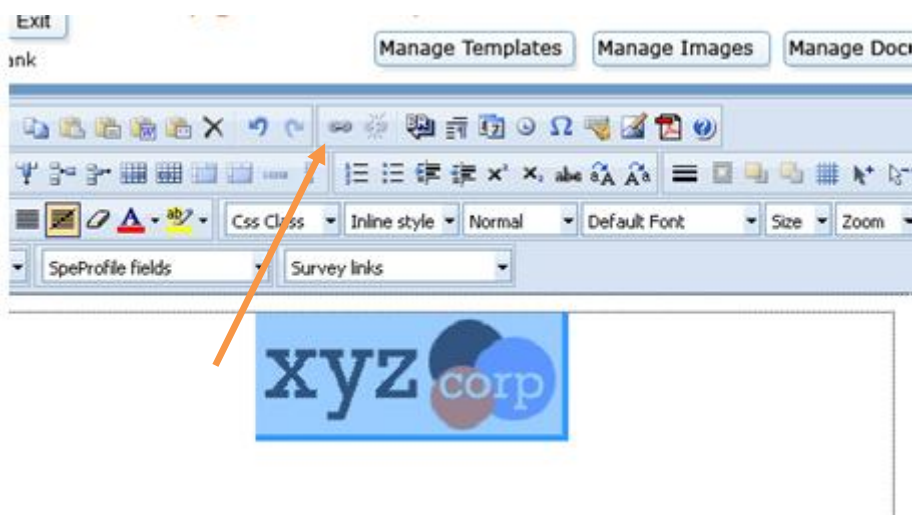 Exit
ank
Manage Templates Manage Images Manage Docu
Css Class Inline style Normal Default Font Size Zoom
SpeProfile fields Survey links
xyz corp